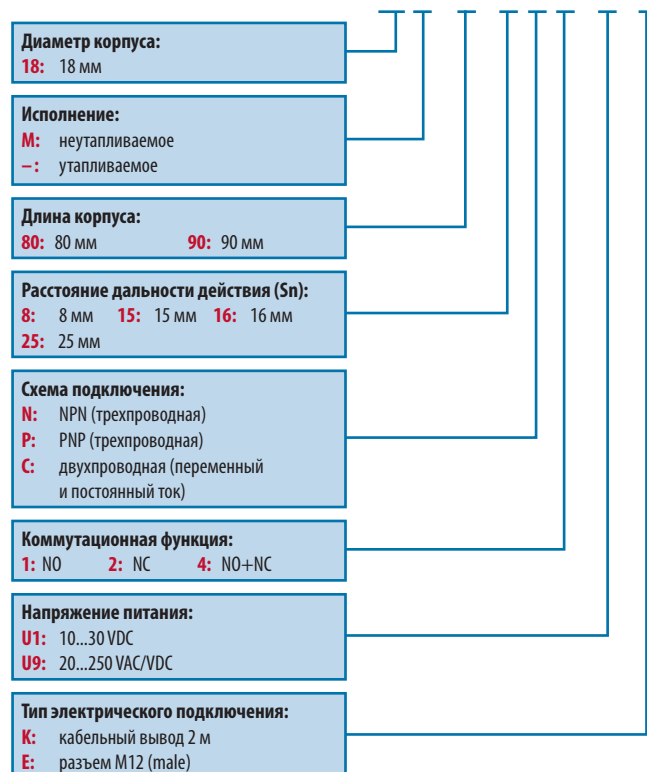 Диаметр корпуса:
18: 18 мм
Исполнение:
M: неутапливаемое
–: утапливаемое
Длина корпуса:
80: 80 мм 90: 90 мм
Расстояние дальности действия (Sn):
8: 8 мм 15: 15 мм 16: 16 мм
25: 25 мм
Схема подключения:
N: NPN (трехпроводная)
P: PNP (трехпроводная)
C: двухпроводная (переменный
и постоянный ток)
Коммутационная функция:
1: NO 2: NC 4: NO+NC
Напряжение питания:
U1: 10...30 VDC
U9: 20...250 VAC/VDC
Тип электрического подключения:
K: кабельный вывод 2 м
E: разъем M12 (male)